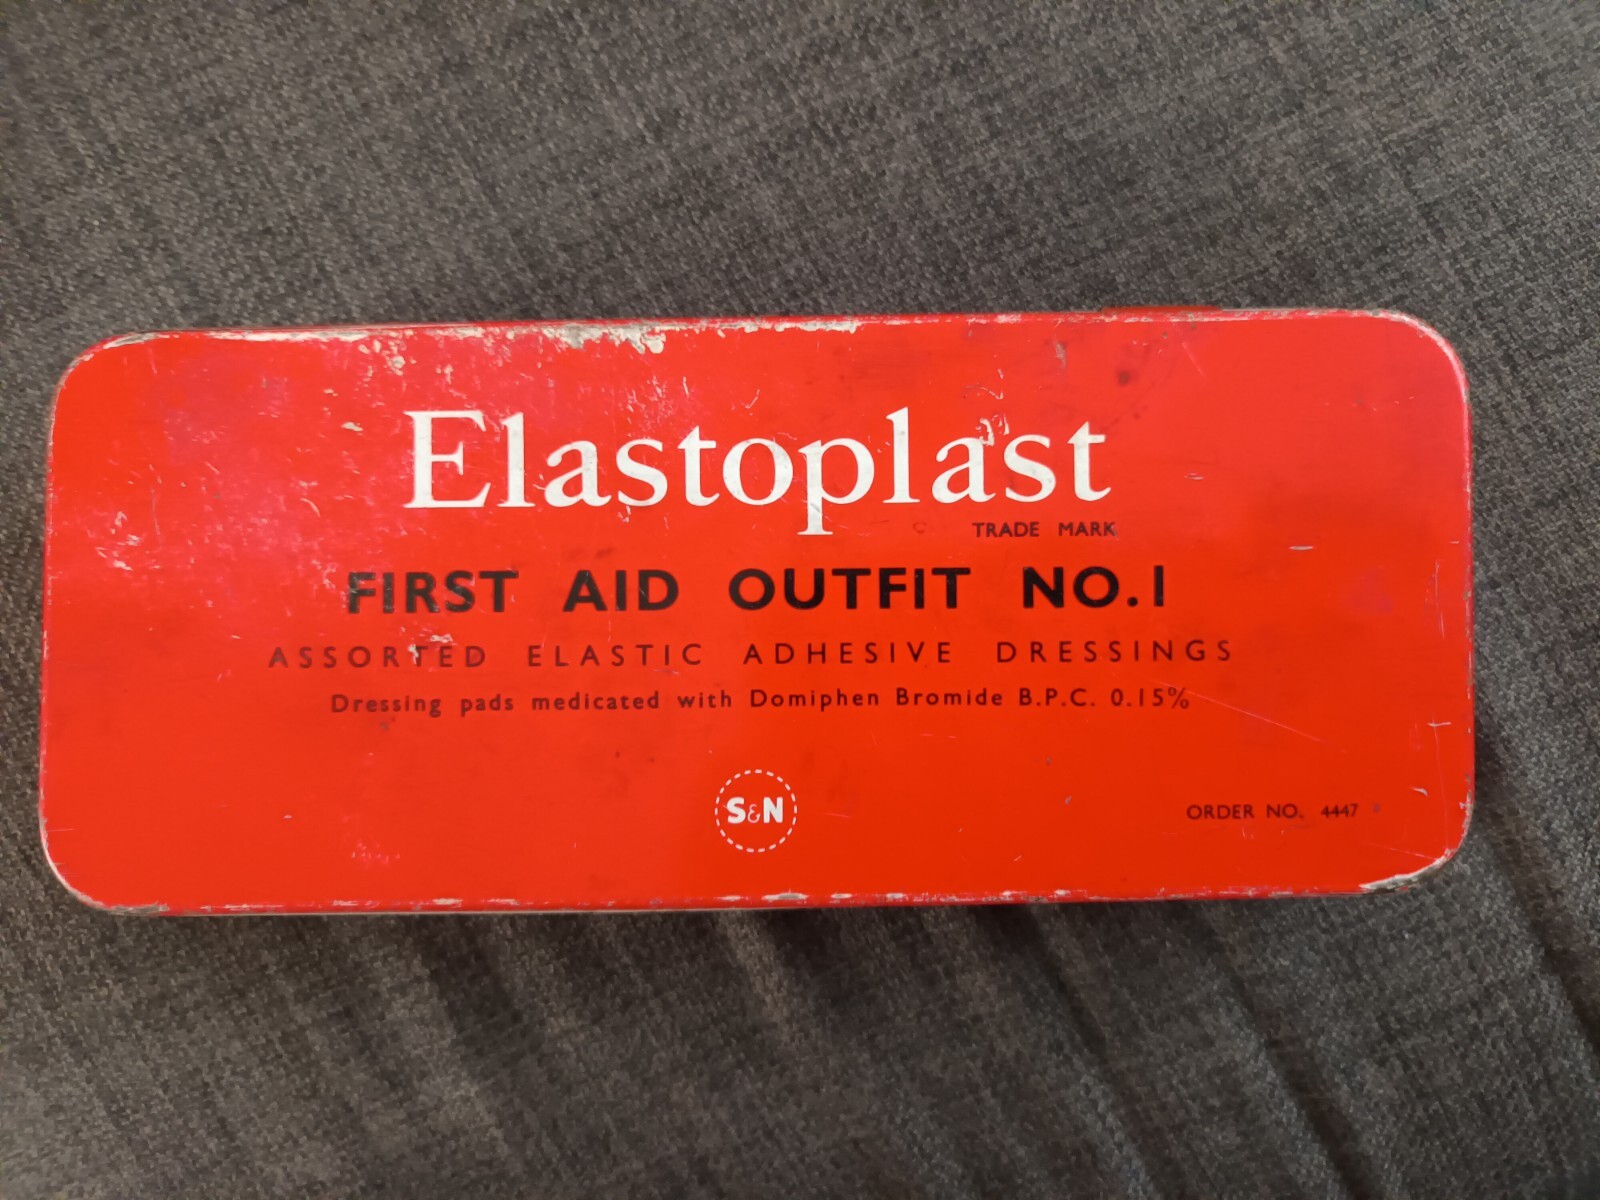 Elastoplast
TRADE MARK
FIRST AID OUTFIT NO.1
ASSORTED ELASTIC ADHESIVE DRESSINGS
Dressing pads medicated with Domiphen Bromide B.P.C. 0.15%
S&N
ORDER NO. 4447